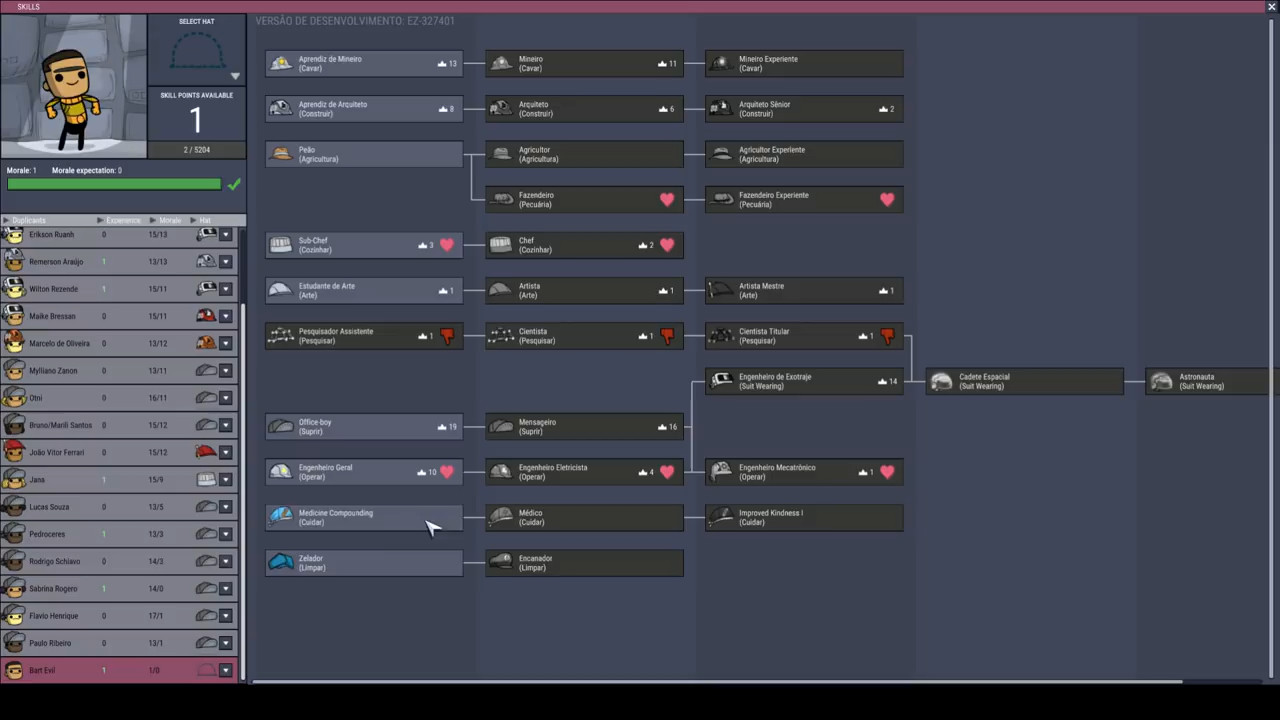 SKILLS
SELECT HAT
SKILL POINTS AVAILABLE
1
2 / 5204
Morale: 1 Morale expectation: 0
Duplicants Experience Morale Hat
Erikson Ruanh 0 15/13
Remerson Araújo 1 13/13
Wilton Rezende 1 15/11
Maike Bressan 0 15/11
Marcelo de Oliveira 0 13/12
Mylliano Zanon 0 15/11
Otni 0 16/11
Bruno/Marili Santos 0 15/12
João Vitor Ferrari 0 15/12
Jana 1 15/9
Lucas Souza 0 13/5
Pedroceres 1 13/3
Rodrigo Schiavo 0 14/3
Sabrina Rogero 1 14/0
Flavio Henrique 0 17/1
Paulo Ribeiro 0 13/1
Bart Evil 1 1/0
VERSÃO DE DESENVOLVIMENTO: EZ-327401
Aprendiz de Mineiro
(Cavar)
13
Mineiro
(Cavar)
11
Mineiro Experiente
(Cavar)
Aprendiz de Arquiteto
(Construir)
8
Arquiteto
(Construir)
6
Arquiteto Sênior
(Construir)
2
Peão
(Agricultura)
Agricultor
(Agricultura)
Agricultor Experiente
(Agricultura)
Fazendeiro
(Pecuária)
Fazendeiro Experiente
(Pecuária)
Sub-Chef
(Cozinhar)
3
Chef
(Cozinhar)
2
Estudante de Arte
(Arte)
1
Artista
(Arte)
1
Artista Mestre
(Arte)
1
Pesquisador Assistente
(Pesquisar)
1
Cientista
(Pesquisar)
1
Cientista Titular
(Pesquisar)
1
Engenheiro de Exotraje
(Suit Wearing)
14
Cadete Espacial
(Suit Wearing)
Astronauta
(Suit Wearing)
Office-boy
(Suprir)
19
Mensageiro
(Suprir)
16
Engenheiro Geral
(Operar)
10
Engenheiro Eletricista
(Operar)
4
Engenheiro Mecatrônico
(Operar)
1
Medicine Compounding
(Cuidar)
Médico
(Cuidar)
Improved Kindness I
(Cuidar)
Zelador
(Limpar)
Encanador
(Limpar)